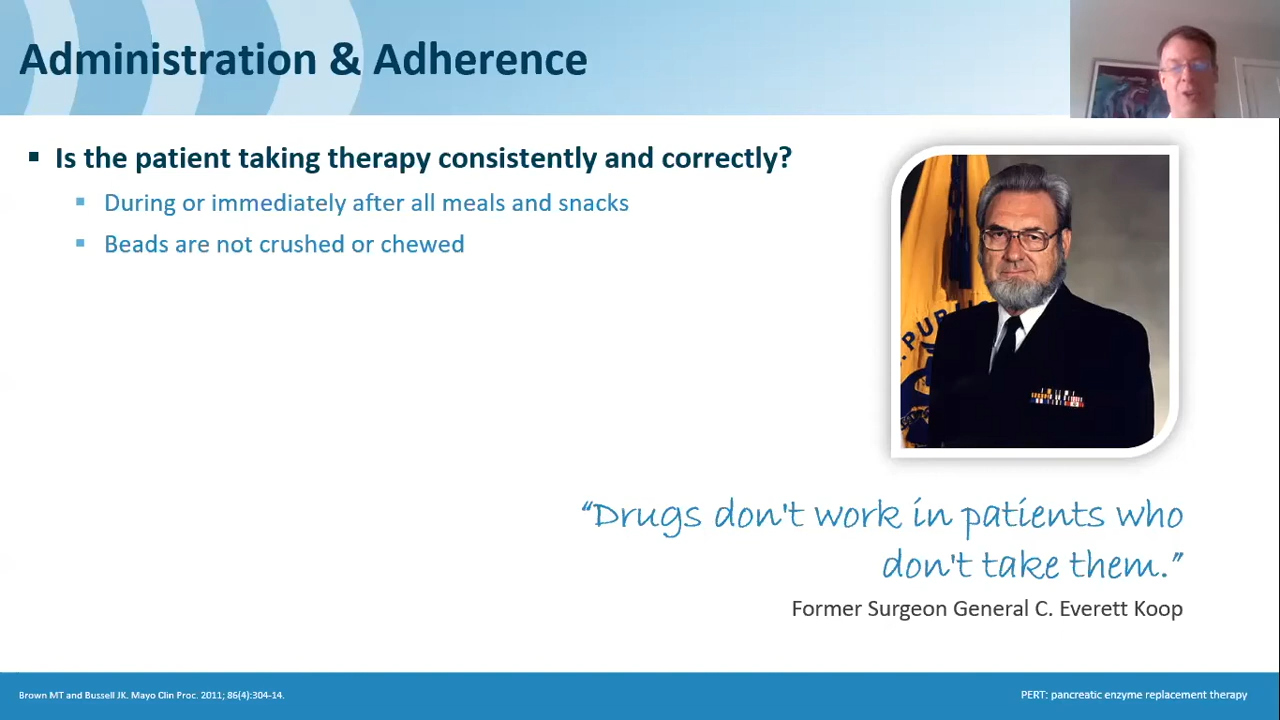 Administration & Adherence
▪ Is the patient taking therapy consistently and correctly?
▪ During or immediately after all meals and snacks
▪ Beads are not crushed or chewed
PUBLI
“Drugs don't work in patients who
don't take them.”
Former Surgeon General C. Everett Koop
Brown MT and Bussell JK. Mayo Clin Proc. 2011; 86(4):304-14.
PERT: pancreatic enzyme replacement therapy